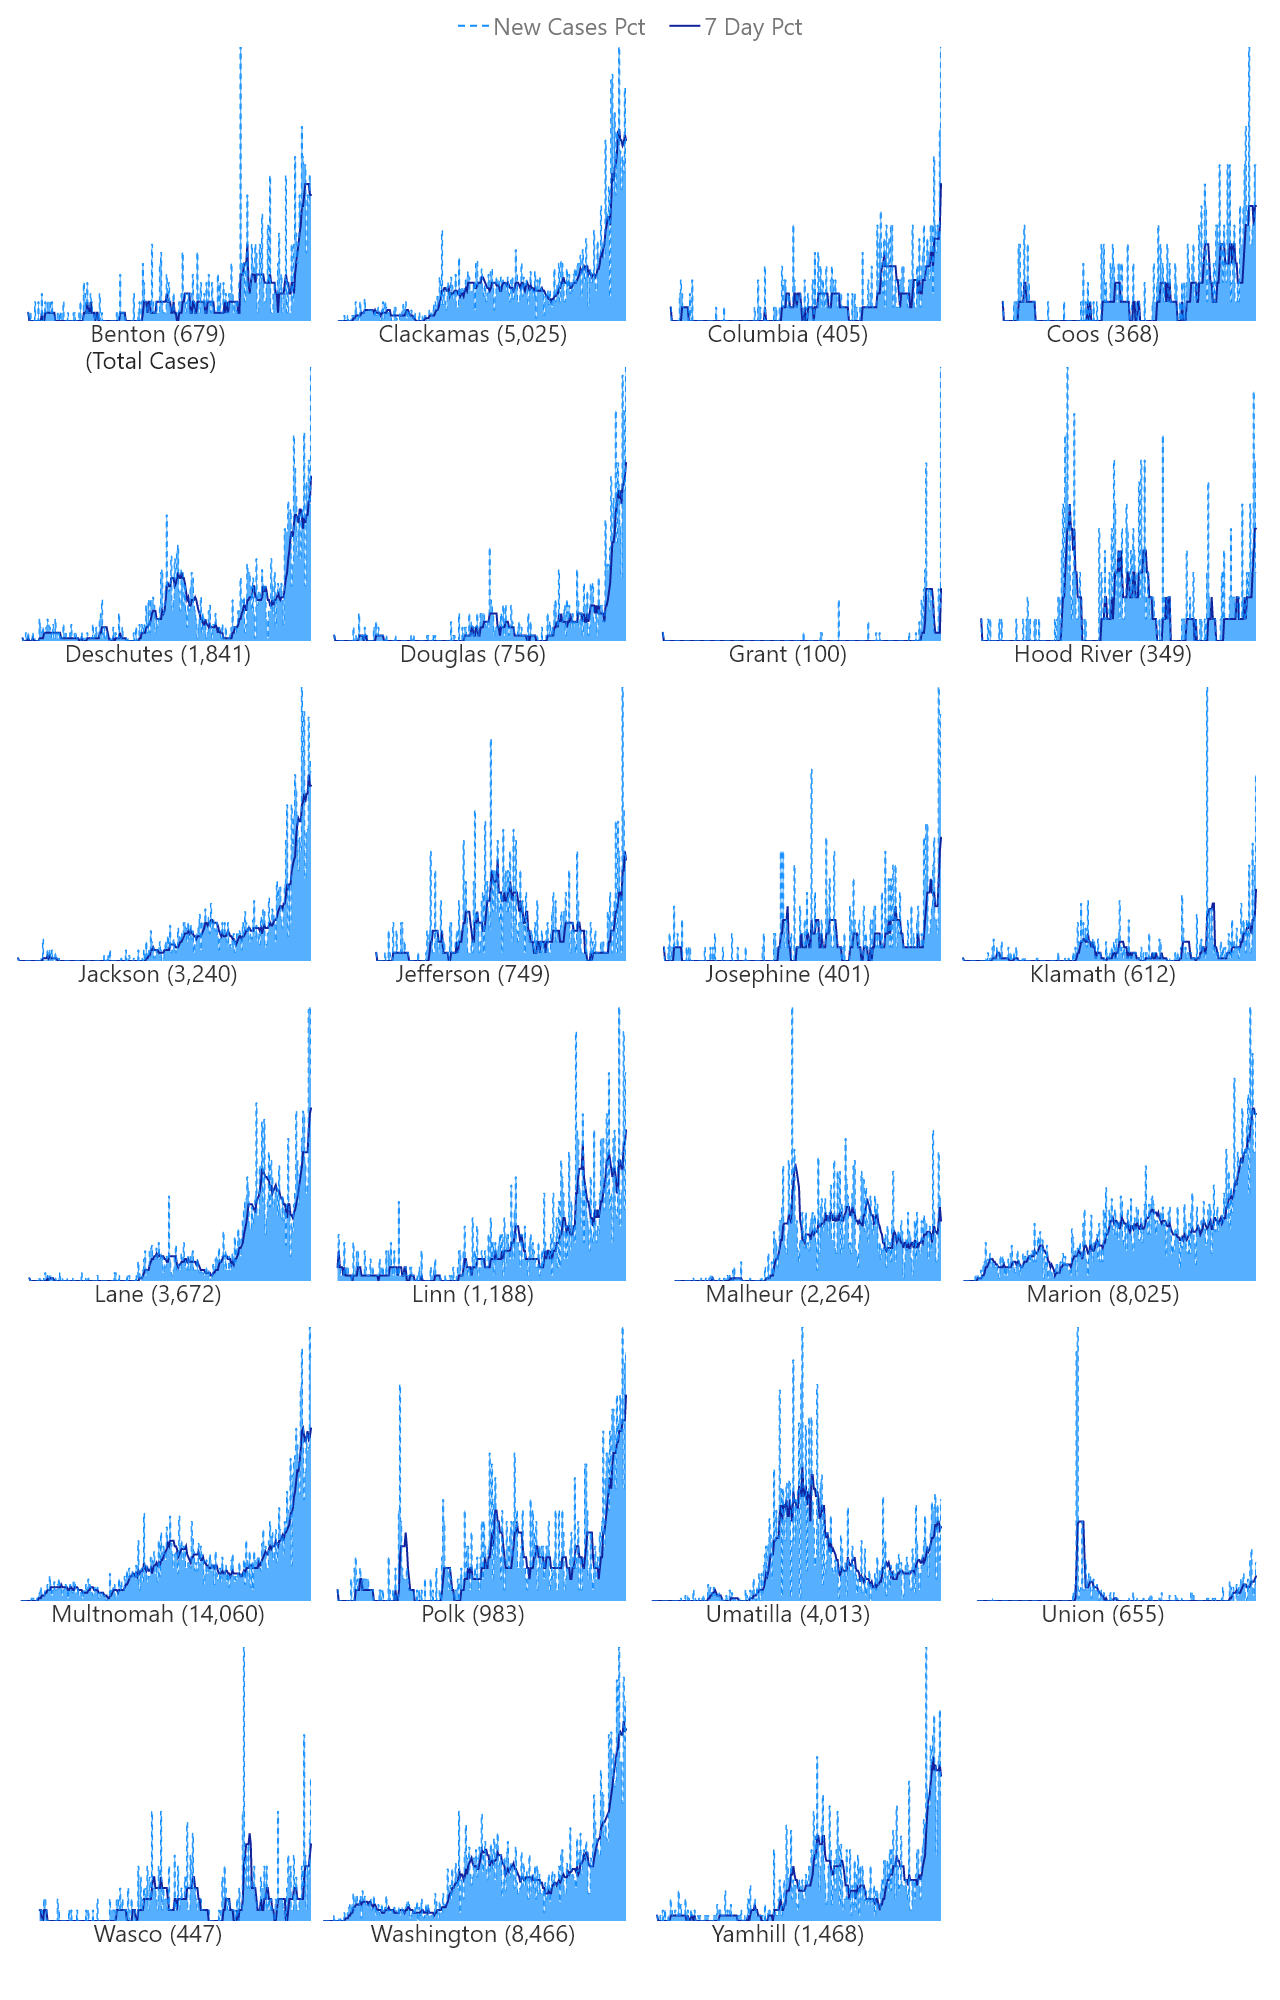 New Cases Pct 7 Day Pct
Benton (679) Clackamas (5,025) Columbia (405) Coos (368)
(Total Cases)
Deschutes (1,841) Douglas (756) Grant (100) Hood River (349)
Jackson (3,240) Jefferson (749) Josephine (401) Klamath (612)
Lane (3,672) Linn (1,188) Malheur (2,264) Marion (8,025)
Multnomah (14,060) Polk (983) Umatilla (4,013) Union (655)
Wasco (447) Washington (8,466) Yamhill (1,468)